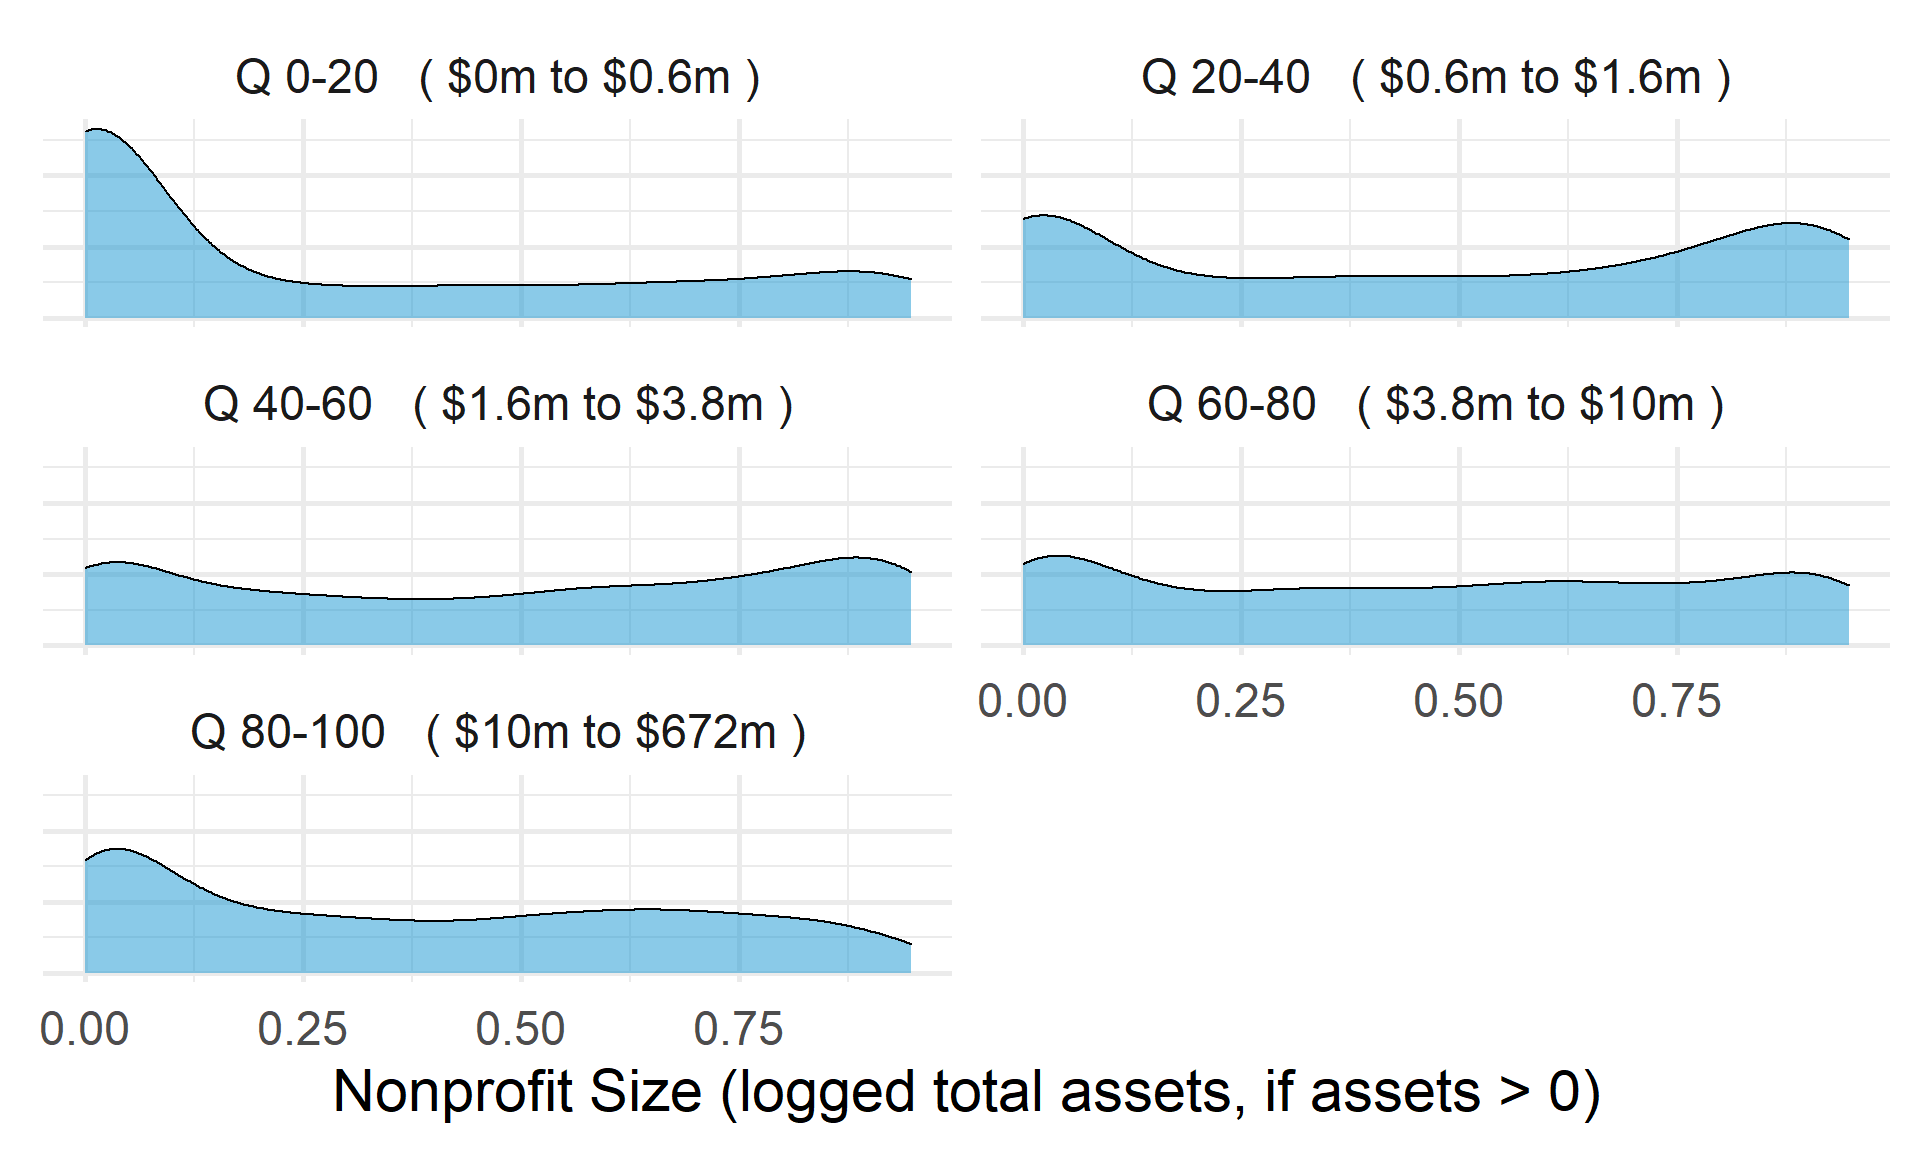 Q 0-20 ( $0m to $0.6m )
Q 20-40 ( $0.6m to $1.6m )
Q 40-60 ( $1.6m to $3.8m )
Q 60-80 ( $3.8m to $10m )
0.00 0.25 0.50 0.75
Q 80-100 ( $10m to $672m )
0.00 0.25 0.50 0.75
Nonprofit Size (logged total assets, if assets > 0)